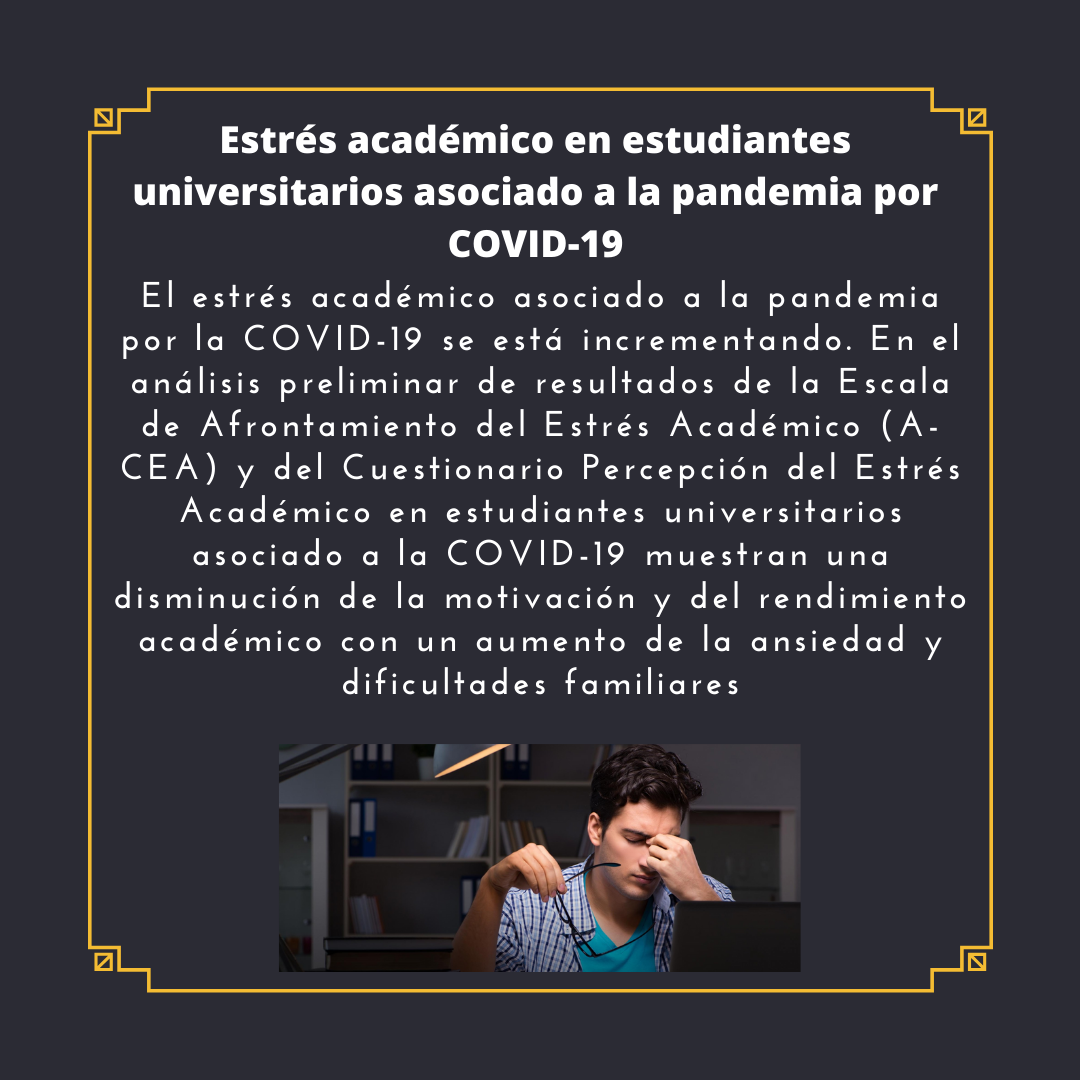 Estrés académico en estudiantes
universitarios asociado a la pandemia por
COVID-19
El estrés académico asociado a la pandemia
por la COVID-19 se está incrementando. En el
análisis preliminar de resultados de la Escala
de Afrontamiento del Estrés Académico (A-
CEA) y del Cuestionario Percepción del Estrés
Académico en estudiantes universitarios
asociado a la COVID-19 muestran una
disminución de la motivación y del rendimiento
académico con un aumento de la ansiedad y
dificultades familiares